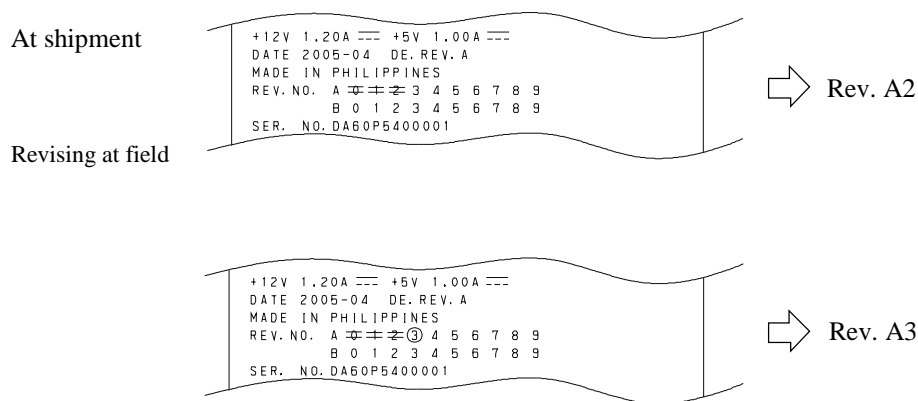 At shipment
+12V 1.20A ⎓ +5V 1.00A ⎓
DATE 2005-04 DE.REV.A
MADE IN PHILIPPINES
REV.NO. A 0 1 2 3 4 5 6 7 8 9
B 0 1 2 3 4 5 6 7 8 9
SER. NO.DA60P5400001
Rev. A2
Revising at field
+12V 1.20A ⎓ +5V 1.00A ⎓
DATE 2005-04 DE.REV.A
MADE IN PHILIPPINES
REV.NO. A 0 1 2 ③ 4 5 6 7 8 9
B 0 1 2 3 4 5 6 7 8 9
SER. NO.DA60P5400001
Rev. A3